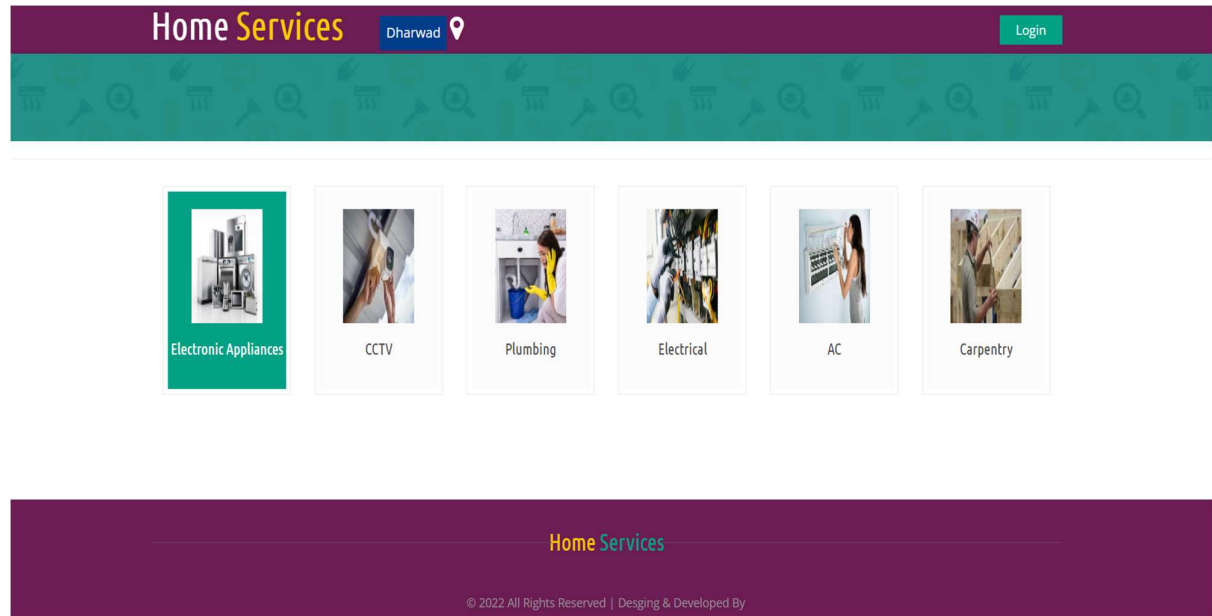 Home Services
Dharwad
Login
Electronic Appliances
CCTV
Plumbing
Electrical
AC
Carpentry
Home Services
© 2022 All Rights Reserved | Desging & Developed By